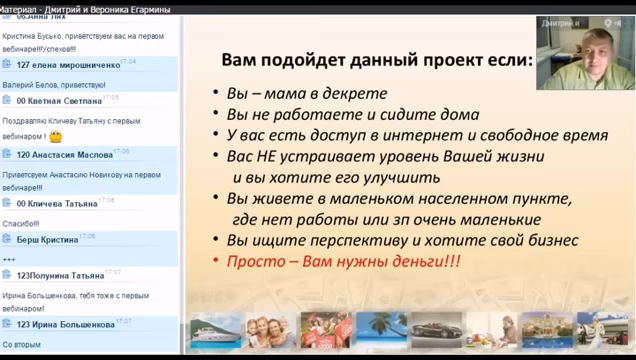 Материал - Дмитрий и Вероника Егармины
06.Анна Лях
Кристина Бусько, приветствуем вас на первом
вебинаре!!!Успехов!!!
127 елена мирошниченко 17:04
Валерий Белов, приветствую!
00 Кветная Светлана 17:05
Поздравляю Кличеву Татьяну с первым
вебинаром !
120 Анастасия Маслова 17:06
Приветсвуем Анастасию Новикову на первом
вебинаре!!!
00 Кличева Татьяна 17:06
Спасибо!!!
Берш Кристина 17:06
+++
123Полунина Татьяна 17:07
Ирина Большенкова, тебя тоже с первым
вебинаром!
123 Ирина Большенкова 17:07
Со вторым
Дмитрий и
Вам подойдет данный проект если:
• Вы – мама в декрете
• Вы не работаете и сидите дома
• У вас есть доступ в интернет и свободное время
• Вас НЕ устраивает уровень Вашей жизни
и вы хотите его улучшить
• Вы живете в маленьком населенном пункте,
где нет работы или зп очень маленькие
• Вы ищите перспективу и хотите свой бизнес
• Просто – Вам нужны деньги!!!